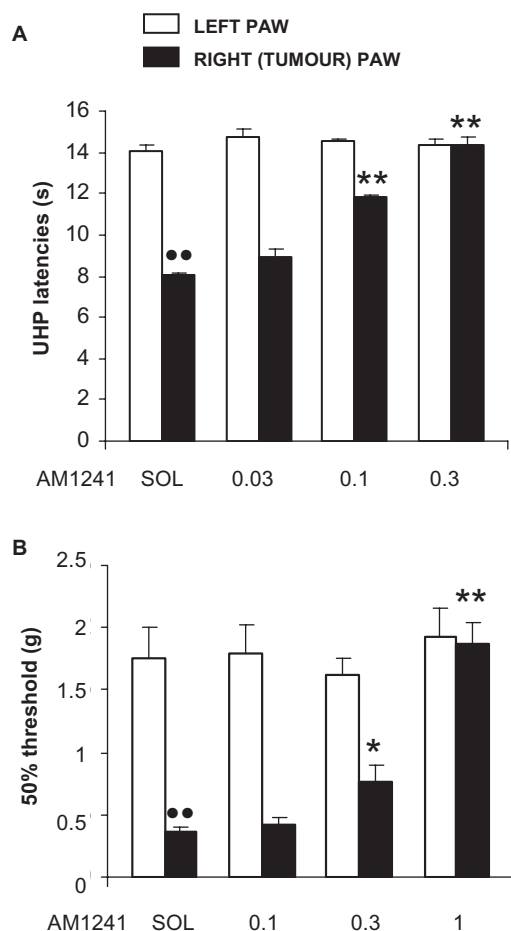 A
LEFT PAW
RIGHT (TUMOUR) PAW
UHP latencies (s)
16
14
12
10
8
6
4
2
0
**
**
••
AM1241 SOL 0.03 0.1 0.3
B
50% threshold (g)
2.5
2
1.5
1
0.5
0
**
*
••
AM1241 SOL 0.1 0.3 1